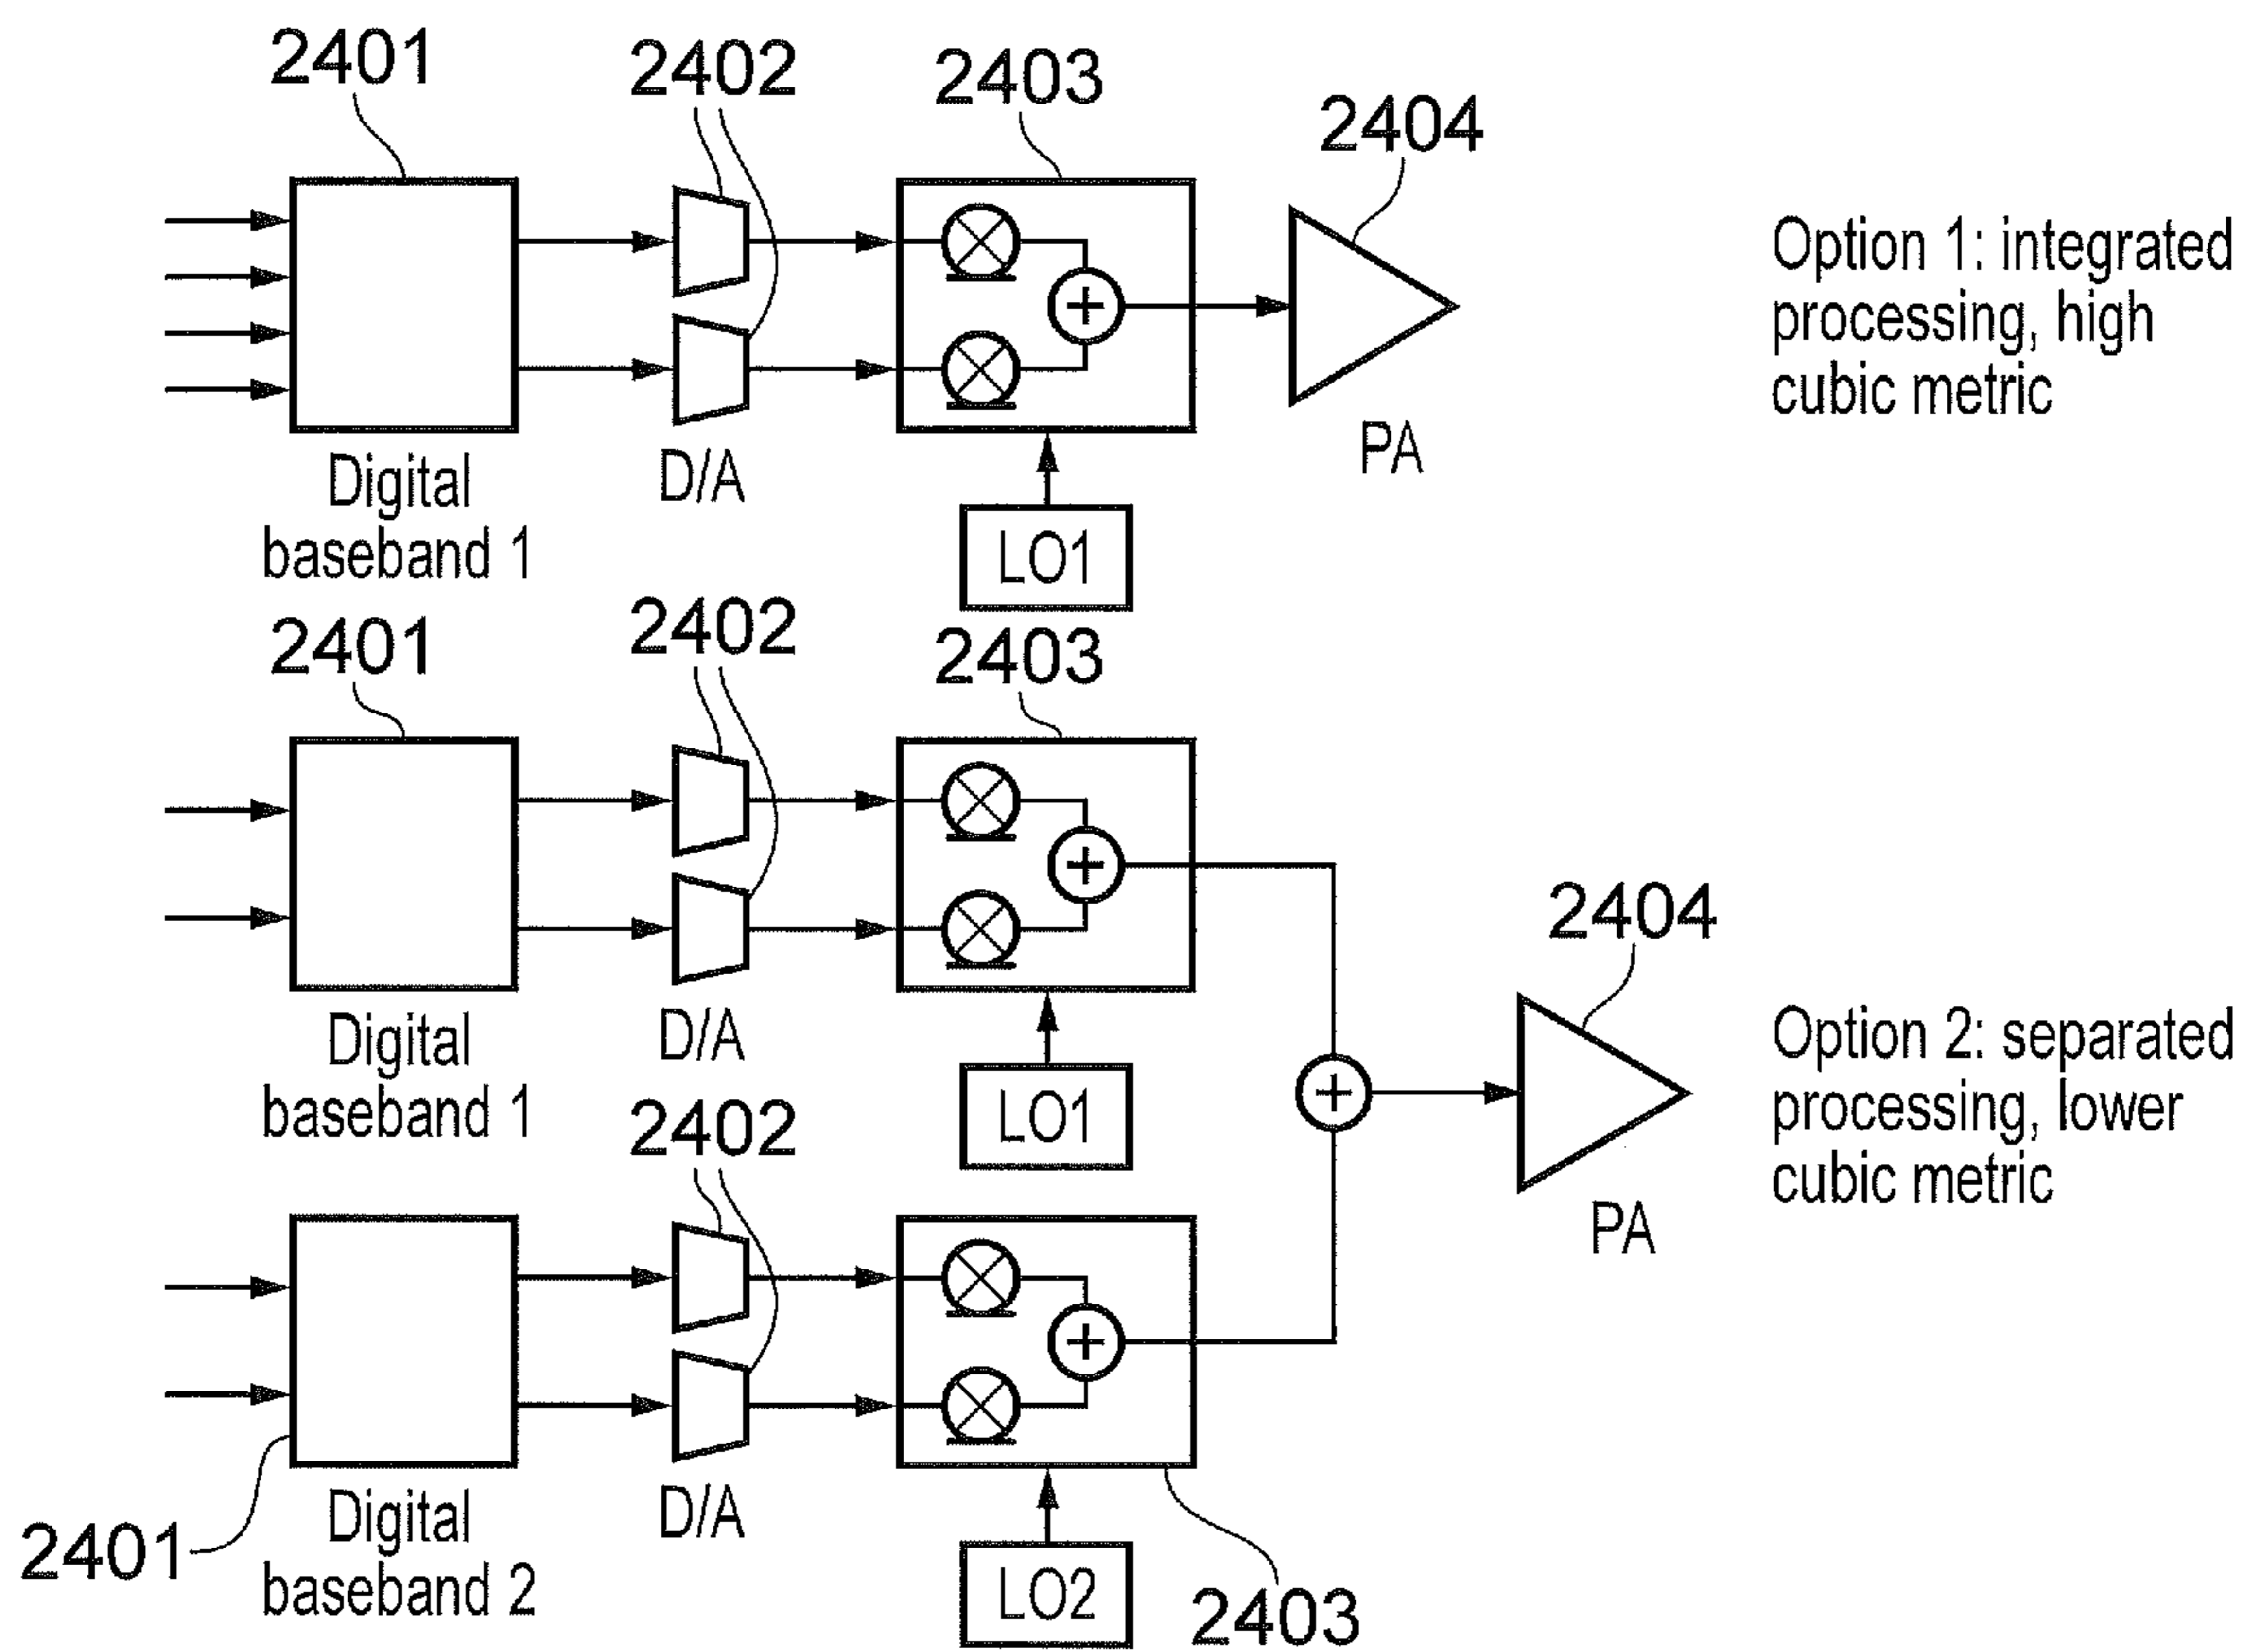 2401
2402
2403
2404
Option 1: integrated
processing, high
cubic metric
PA
Digital
baseband 1
D/A
LO1
2401
2402
2403
2404
Option 2: separated
processing, lower
cubic metric
PA
Digital
baseband 1
D/A
LO1
2402
2401
Digital
baseband 2
D/A
LO2
2403